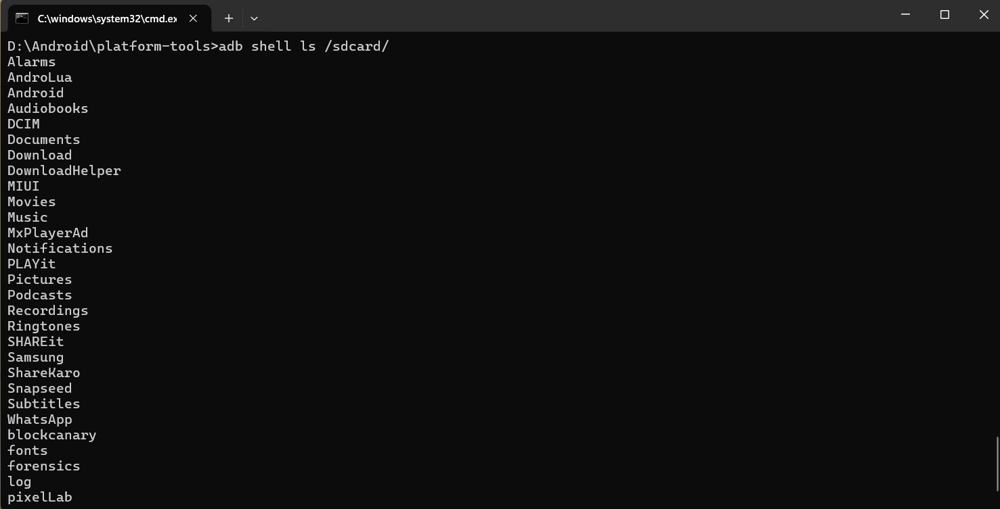 C:\windows\system32\cmd.ex
D:\Android\platform-tools>adb shell ls /sdcard/
Alarms
AndroLua
Android
Audiobooks
DCIM
Documents
Download
DownloadHelper
MIUI
Movies
Music
MxPlayerAd
Notifications
PLAYit
Pictures
Podcasts
Recordings
Ringtones
SHAREit
Samsung
ShareKaro
Snapseed
Subtitles
WhatsApp
blockcanary
fonts
forensics
log
pixelLab